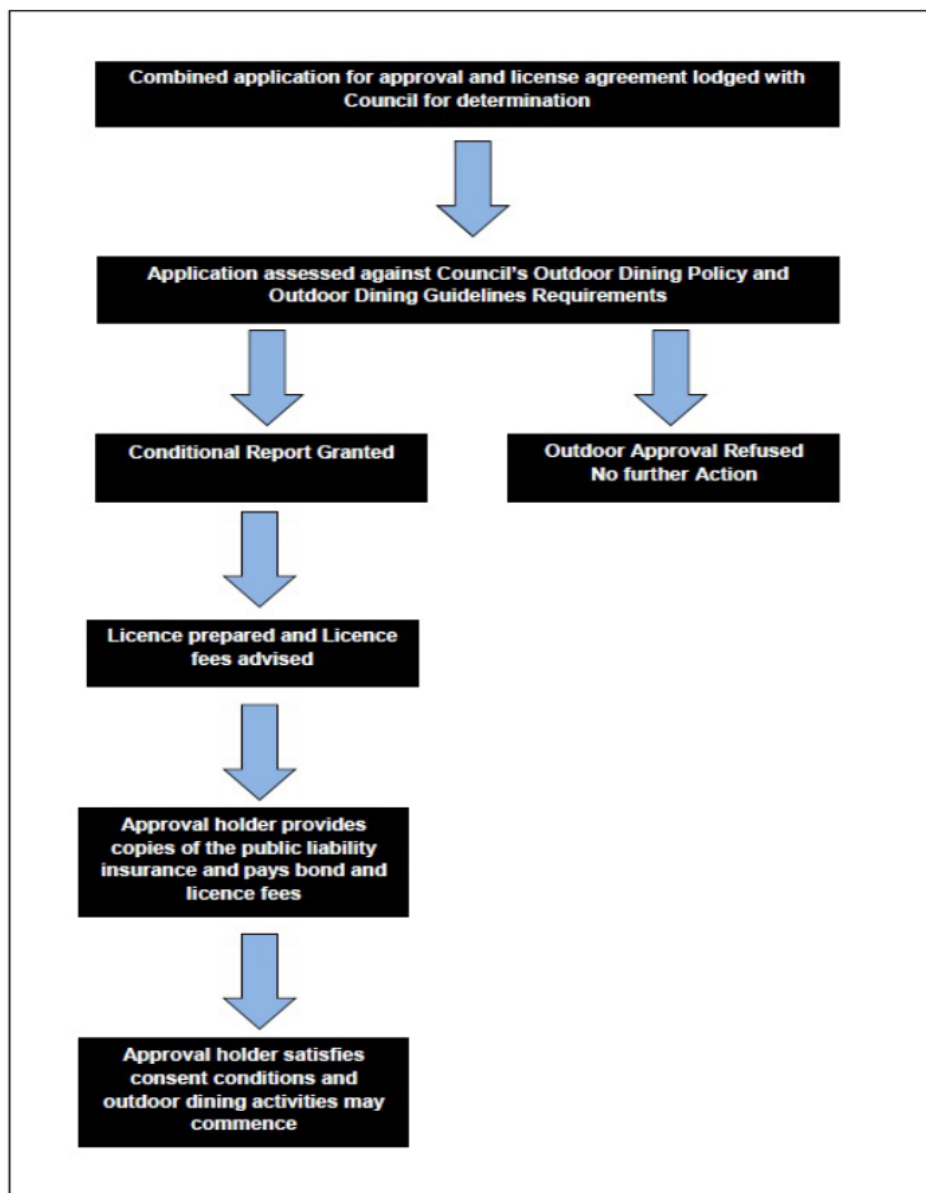 Combined application for approval and license agreement lodged with
Council for determination
Application assessed against Council's Outdoor Dining Policy and
Outdoor Dining Guidelines Requirements
Conditional Report Granted
Outdoor Approval Refused
No further Action
Licence prepared and Licence
fees advised
Approval holder provides
copies of the public liability
insurance and pays bond and
licence fees
Approval holder satisfies
consent conditions and
outdoor dining activities may
commence